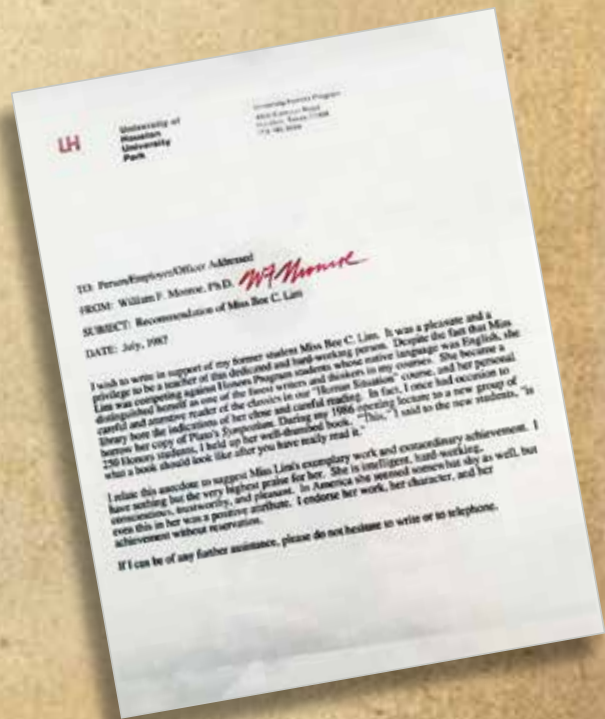 UH
University of
Houston
University
Park
University Honors Program
TO: Person/Employer/Officer Addressed
FROM: William F. Monroe, Ph.D. WF Monroe
SUBJECT: Recommendation of Miss Bee C. Lim
DATE: July, 1987
I wish to write in support of my former student Miss Bee C. Lim. It was a pleasure and a
privilege to be a teacher of this dedicated and hard-working person. Despite the fact that Miss
Lim was competing against Honors Program students whose native language was English, she
distinguished herself as one of the finest writers and thinkers in my courses. She became a
careful and assertive reader of the classics in our "Human Situation" course, and her personal
library bore the indications of her close and careful reading. In fact, I once had occasion to
borrow her copy of Plato's Symposium. During my 1986 opening lecture to a new group of
250 Honors students, I held up her well-thumbed book. "This," I said to the new students, "is
what a book should look like after you have really read it."
I relate this anecdote to suggest Miss Lim's exemplary work and extraordinary achievement. I
have nothing but the very highest praise for her. She is intelligent, hard-working,
conscientious, trustworthy, and pleasant. In America she seemed somewhat shy as well, but
even this in her was a positive attribute. I endorse her work, her character, and her
achievement without reservation.
If I can be of any further assistance, please do not hesitate to write or to telephone.